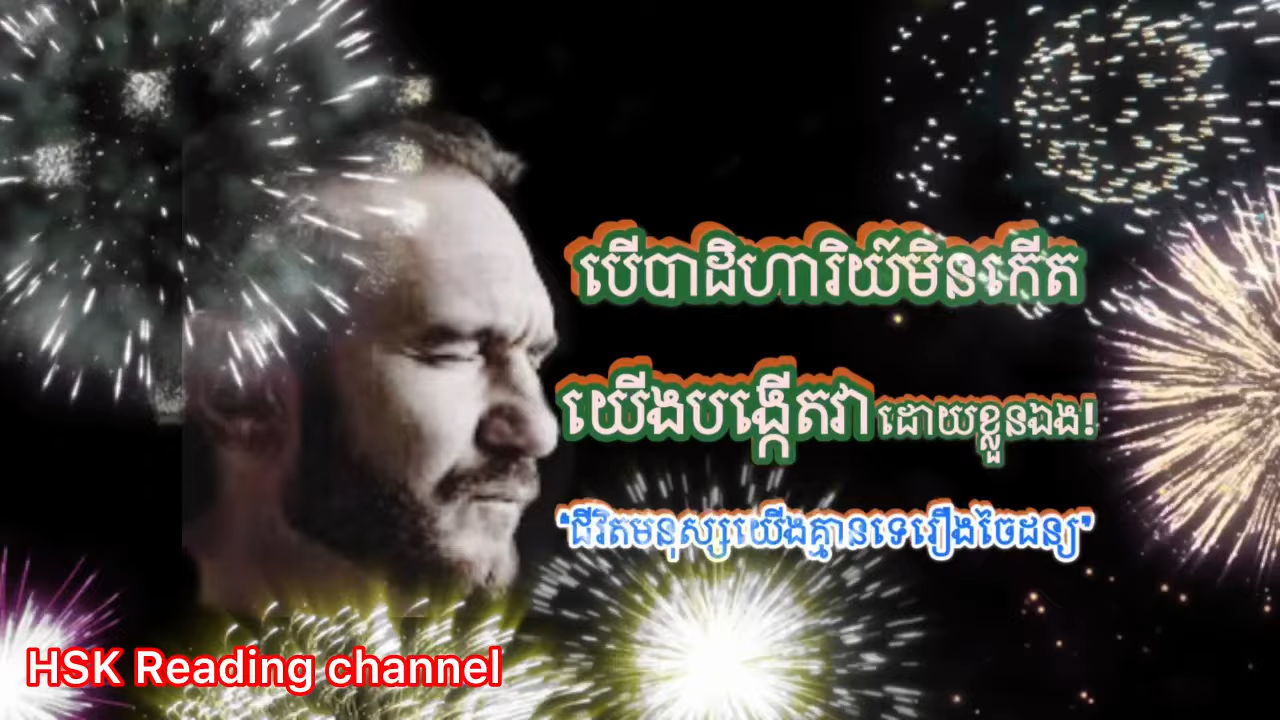 បើបាដិហារិយ៍មិនកើត
យើងបង្កើតវា ដោយខ្លួនឯង!
"ជីវិតមនុស្សយើងគ្មានទេរឿងចៃដន្យ"
HSK Reading channel